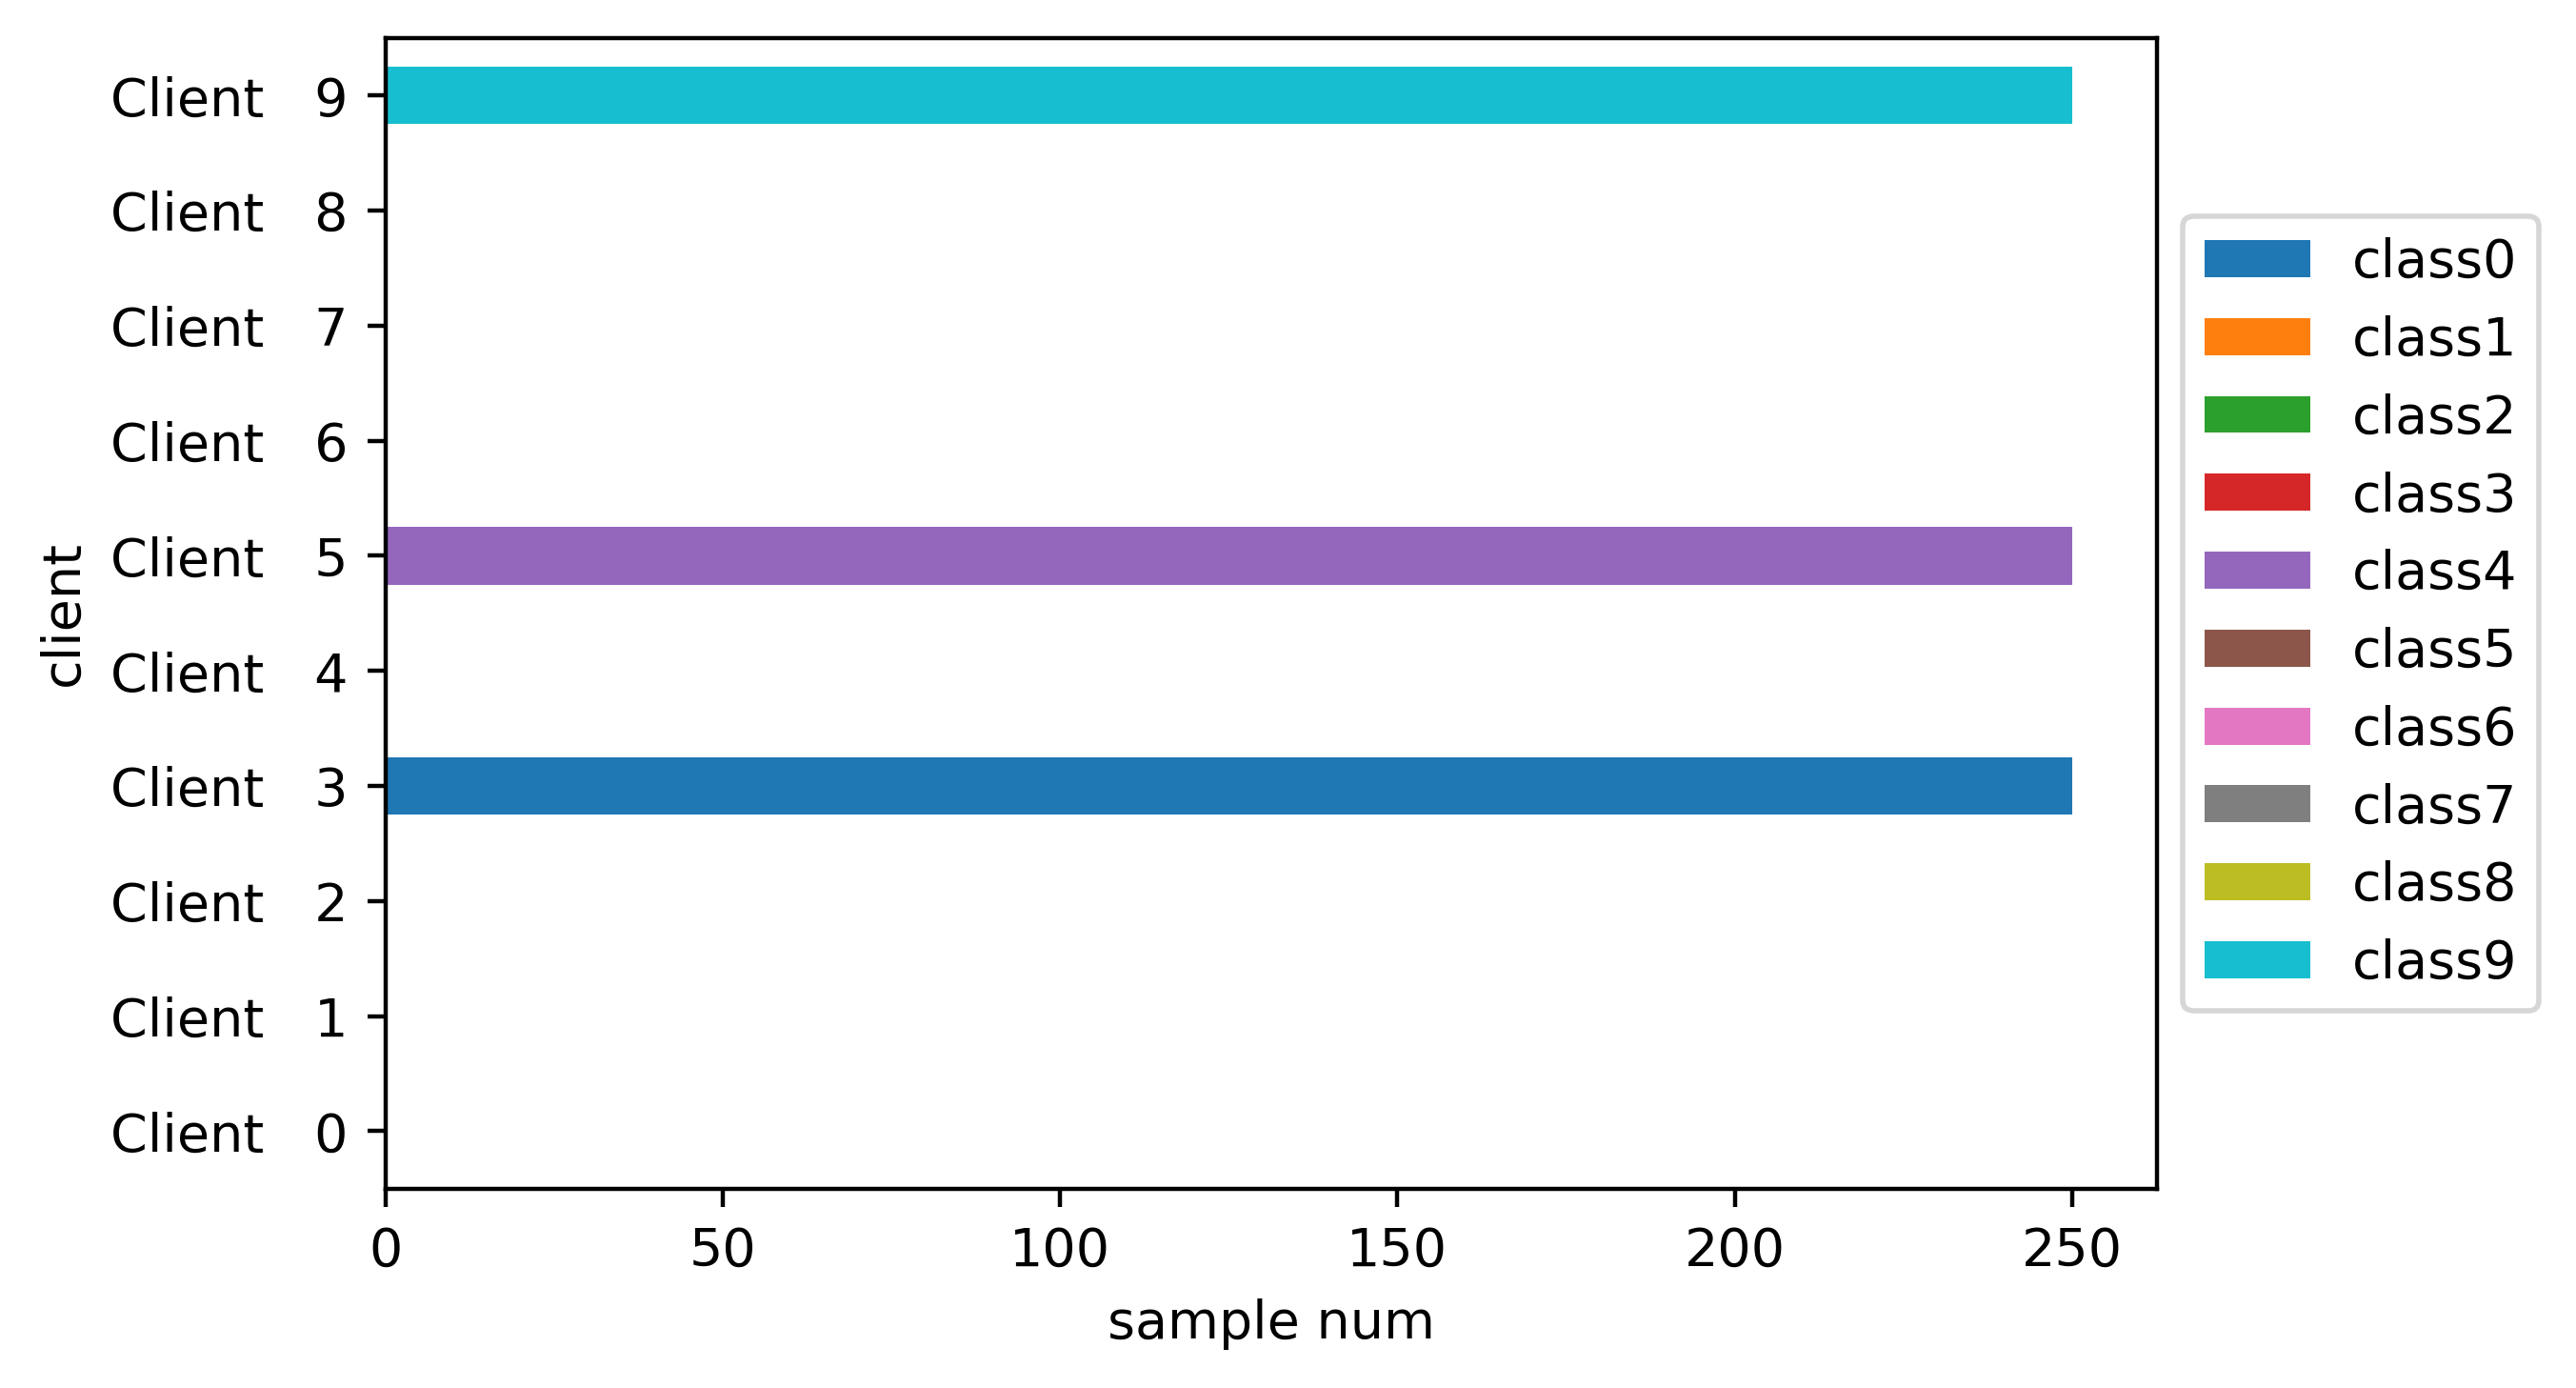 client
Client 9
Client 8
Client 7
Client 6
Client 5
Client 4
Client 3
Client 2
Client 1
Client 0
0 50 100 150 200 250
sample num
class0
class1
class2
class3
class4
class5
class6
class7
class8
class9